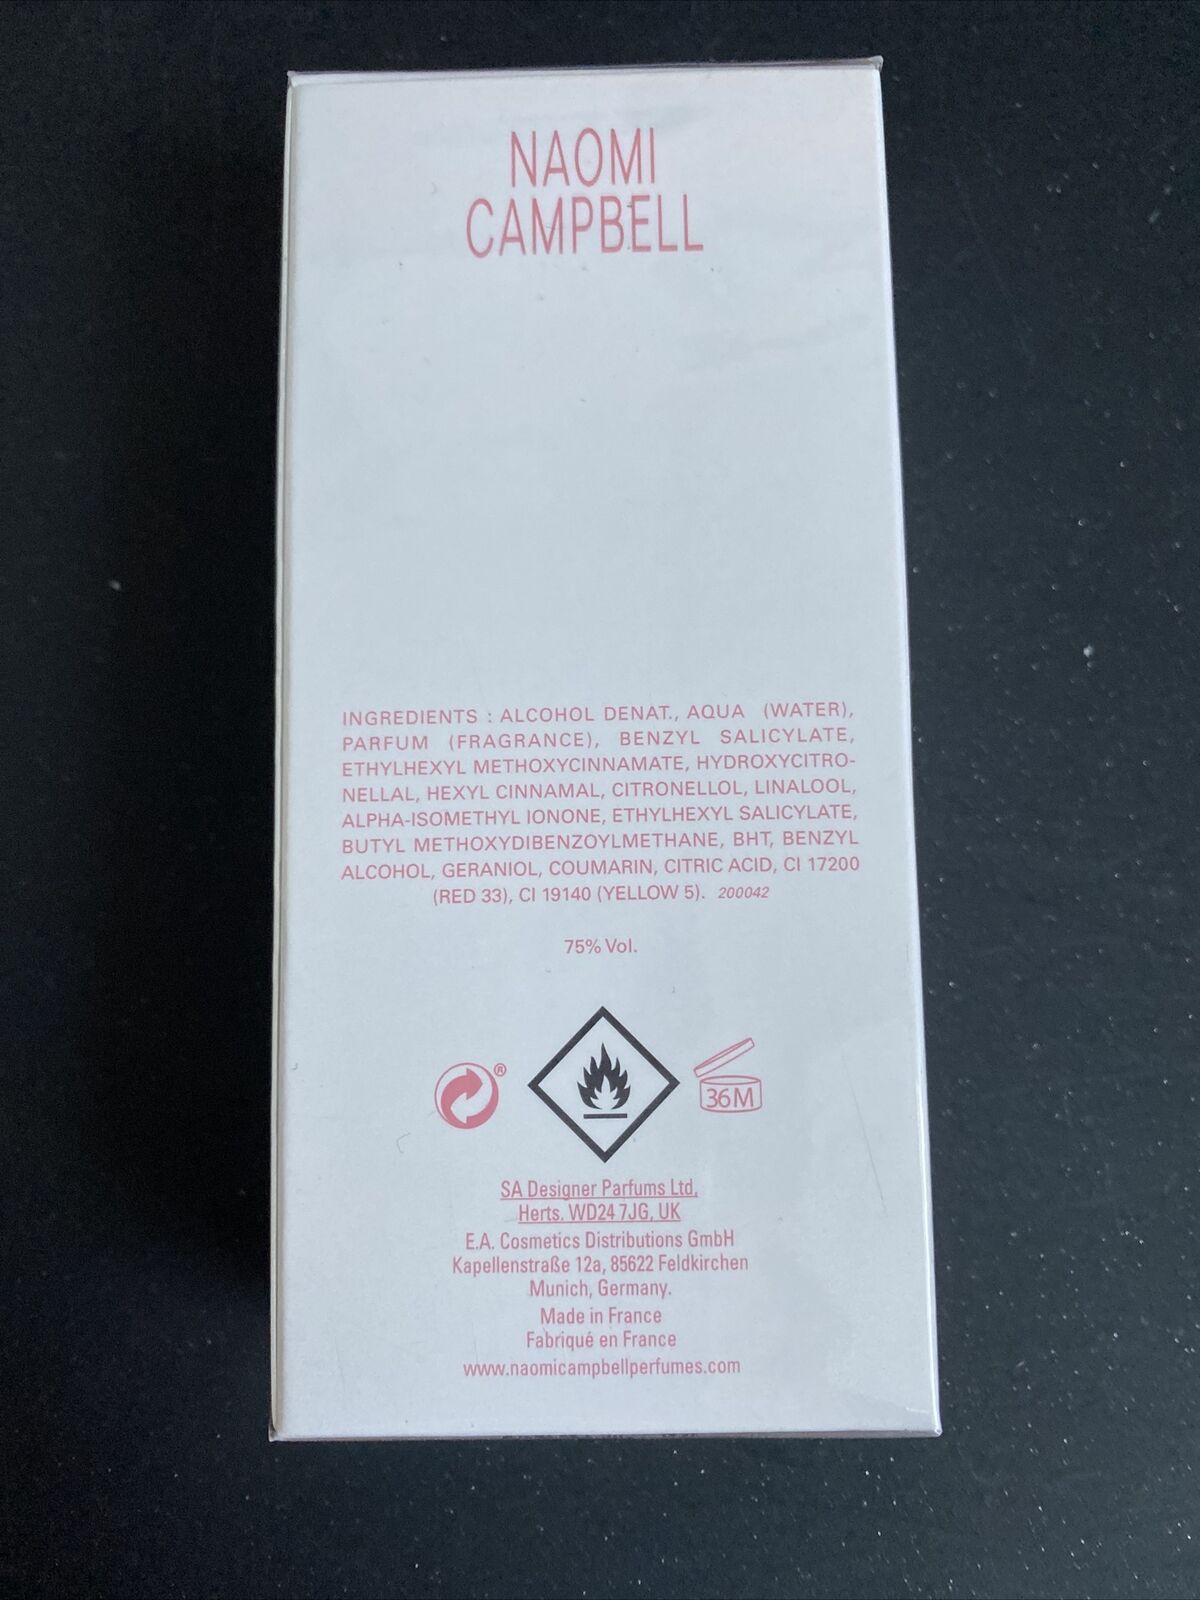 NAOMI
CAMPBELL
INGREDIENTS : ALCOHOL DENAT., AQUA (WATER),
PARFUM (FRAGRANCE), BENZYL SALICYLATE,
ETHYLHEXYL METHOXYCINNAMATE, HYDROXYCITRO-
NELLAL, HEXYL CINNAMAL, CITRONELLOL, LINALOOL,
ALPHA-ISOMETHYL IONONE, ETHYLHEXYL SALICYLATE,
BUTYL METHOXYDIBENZOYLMETHANE, BHT, BENZYL
ALCOHOL, GERANIOL, COUMARIN, CITRIC ACID, CI 17200
(RED 33), CI 19140 (YELLOW 5). 200042
75% Vol.
®
36M
SA Designer Parfums Ltd,
Herts. WD24 7JG, UK
E.A. Cosmetics Distributions GmbH
Kapellenstraße 12a, 85622 Feldkirchen
Munich, Germany.
Made in France
Fabriqué en France
www.naomicampbellperfumes.com